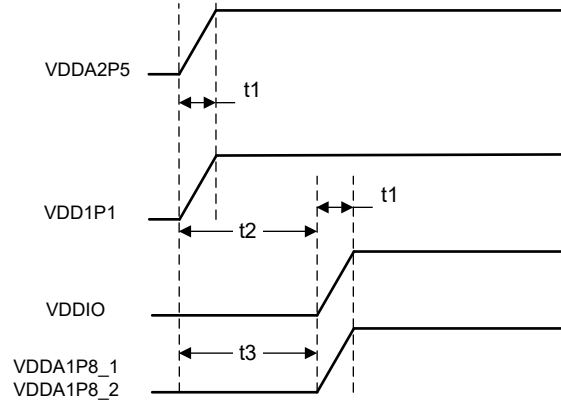 VDDA2P5
t1
t1
VDD1P1
t2
VDDIO
t3
VDDA1P8_1
VDDA1P8_2